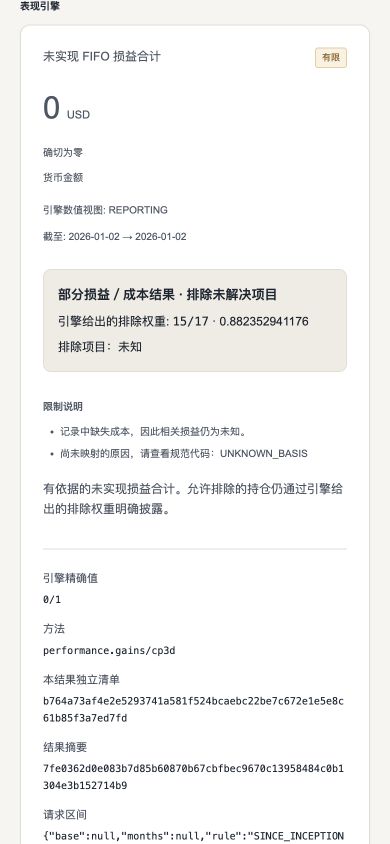 表现引擎
未实现 FIFO 损益合计
有限
0 USD
确切为零
货币金额
引擎数值视图: REPORTING
截至: 2026-01-02 → 2026-01-02
部分损益 / 成本结果 · 排除未解决项目
引擎给出的排除权重: 15/17 · 0.882352941176
排除项目：未知
限制说明
• 记录中缺失成本，因此相关损益仍为未知。
• 尚未映射的原因，请查看规范代码：UNKNOWN_BASIS
有依据的未实现损益合计。允许排除的持仓仍通过引擎给
出的排除权重明确披露。
引擎精确值
0/1
方法
performance.gains/cp3d
本结果独立清单
b764a73af4e2e5293741a581f524bcaebc22be7c672e1e5e8c
61b85f3a7ed7fd
结果摘要
7fe0362d0e083b7d85b60870b67cbfbec9670c13958484c0b1
304e3b152714b9
请求区间
{"base":null,"months":null,"rule":"SINCE_INCEPTION